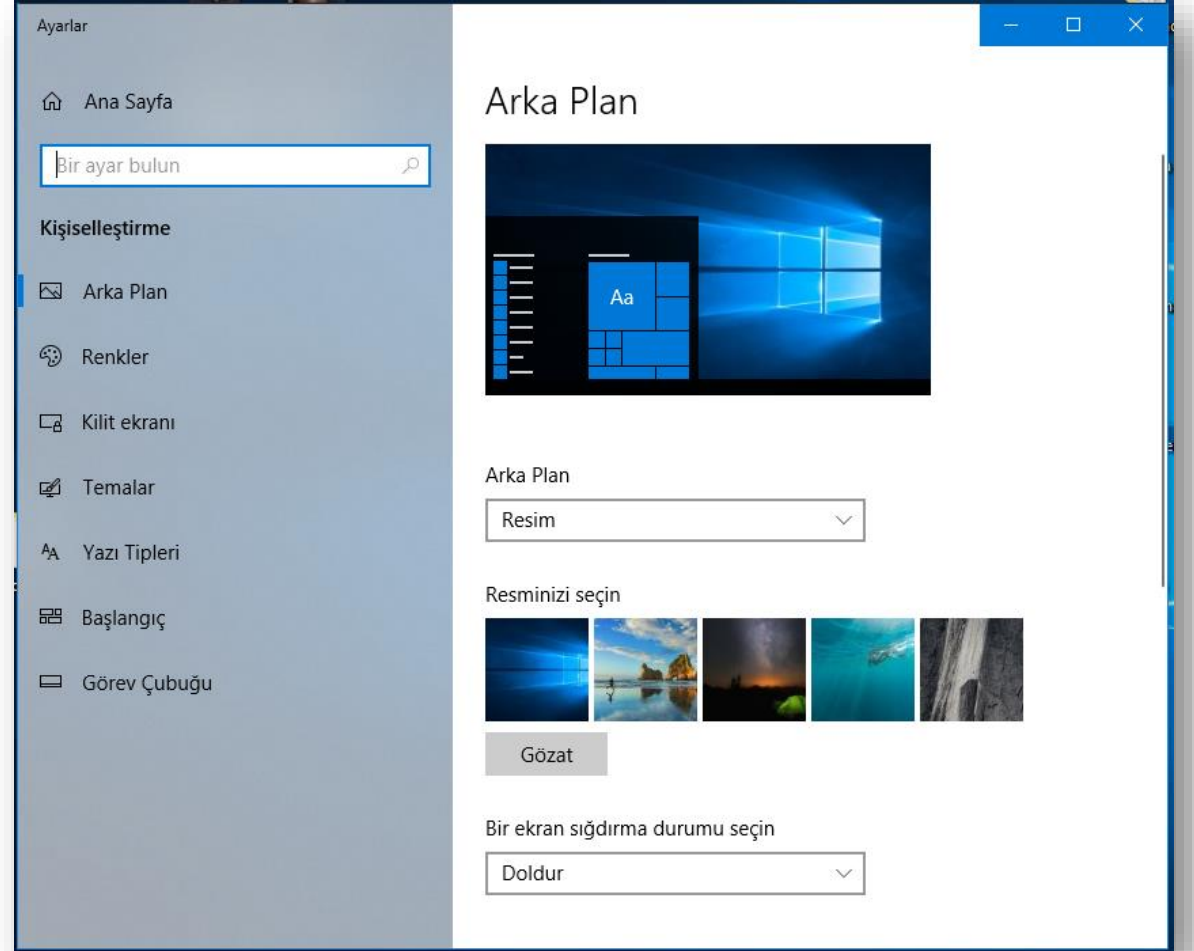 Ayarlar
Ana Sayfa
Bir ayar bulun
Kişiselleştirme
Arka Plan
Renkler
Kilit ekranı
Temalar
Yazı Tipleri
Başlangıç
Görev Çubuğu
Arka Plan
Aa
Arka Plan
Resim
Resminizi seçin
Gözat
Bir ekran sığdırma durumu seçin
Doldur